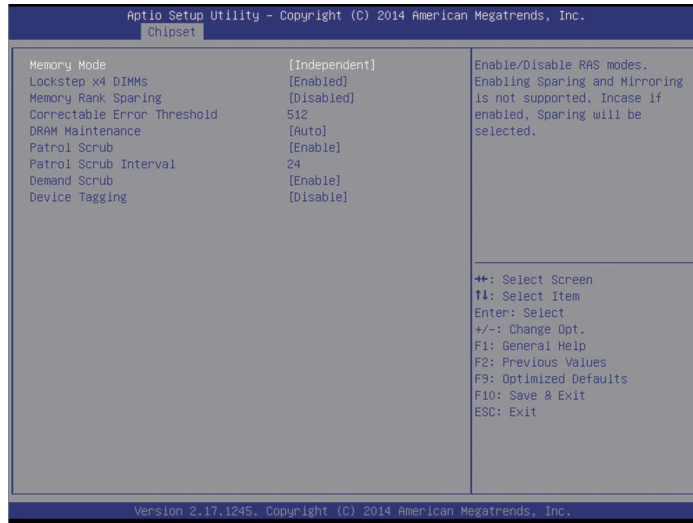 Aptio Setup Utility – Copyright (C) 2014 American Megatrends, Inc.
Chipset
Memory Mode [Independent]
Lockstep x4 DIMMs [Enabled]
Memory Rank Sparing [Disabled]
Correctable Error Threshold 512
DRAM Maintenance [Auto]
Patrol Scrub [Enable]
Patrol Scrub Interval 24
Demand Scrub [Enable]
Device Tagging [Disable]
Enable/Disable RAS modes.
Enabling Sparing and Mirroring
is not supported. Incase if
enabled, Sparing will be
selected.
→←: Select Screen
↑↓: Select Item
Enter: Select
+/-: Change Opt.
F1: General Help
F2: Previous Values
F9: Optimized Defaults
F10: Save & Exit
ESC: Exit
Version 2.17.1245. Copyright (C) 2014 American Megatrends, Inc.